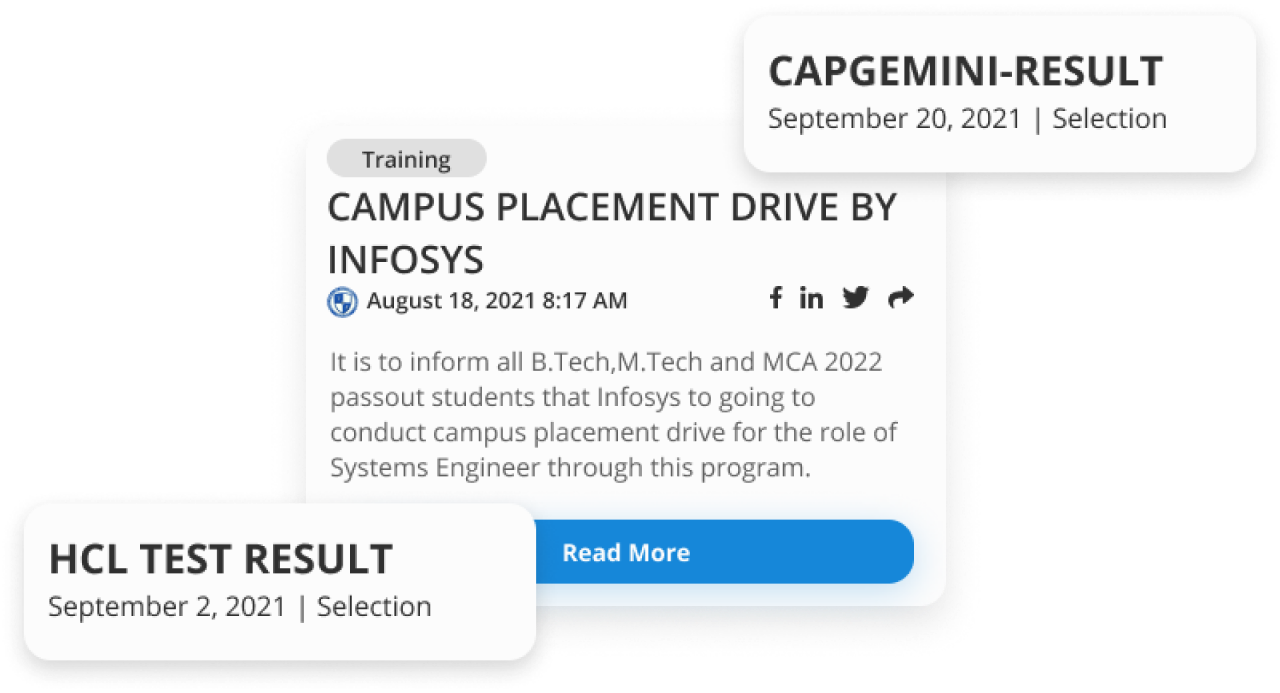 CAPGEMINI-RESULT
September 20, 2021 | Selection
Training
CAMPUS PLACEMENT DRIVE BY
INFOSYS
August 18, 2021 8:17 AM
It is to inform all B.Tech,M.Tech and MCA 2022
passout students that Infosys to going to
conduct campus placement drive for the role of
Systems Engineer through this program.
Read More
HCL TEST RESULT
September 2, 2021 | Selection